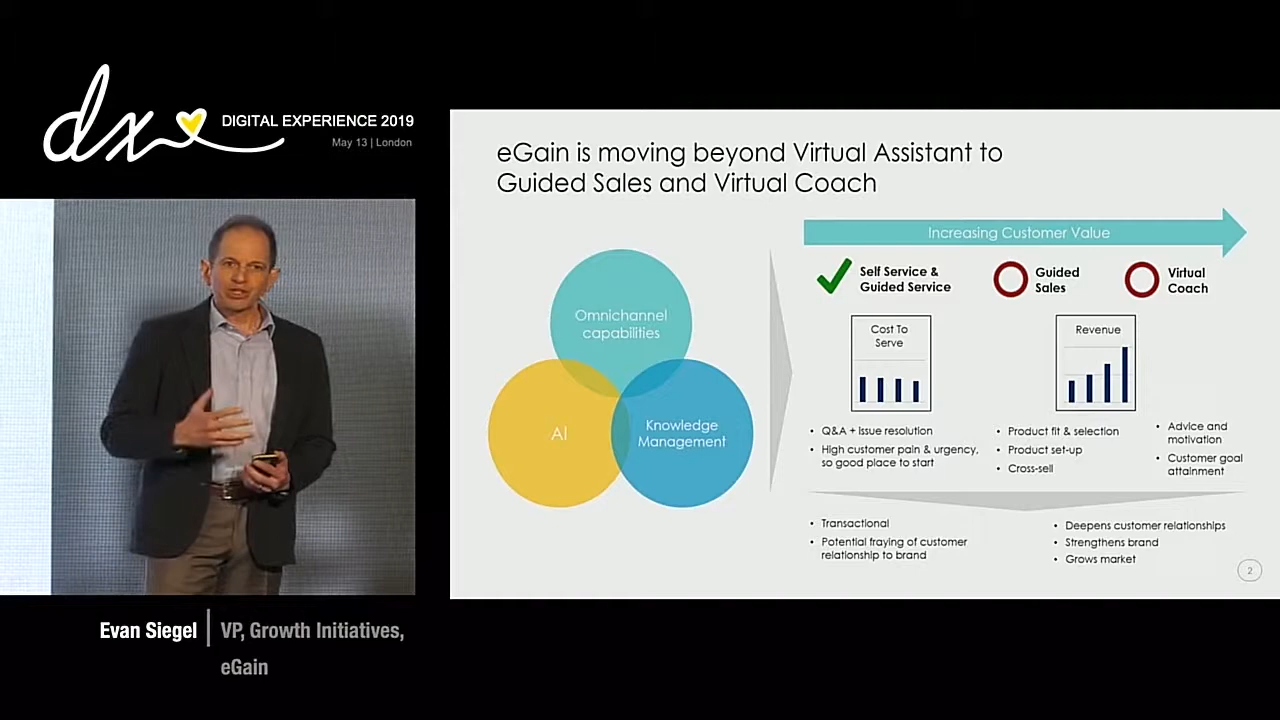 dx
DIGITAL EXPERIENCE 2019
May 13 | London
eGain is moving beyond Virtual Assistant to
Guided Sales and Virtual Coach
Omnichannel
capabilities
AI
Knowledge
Management
Increasing Customer Value
Self Service &
Guided Service
Guided
Sales
Virtual
Coach
Cost To
Serve
Revenue
• Q&A + Issue resolution
• High customer pain & urgency,
so good place to start
• Product fit & selection
• Product set-up
• Cross-sell
• Advice and
motivation
• Customer goal
attainment
• Transactional
• Potential fraying of customer
relationship to brand
• Deepens customer relationships
• Strengthens brand
• Grows market
2
Evan Siegel
VP, Growth Initiatives,
eGain